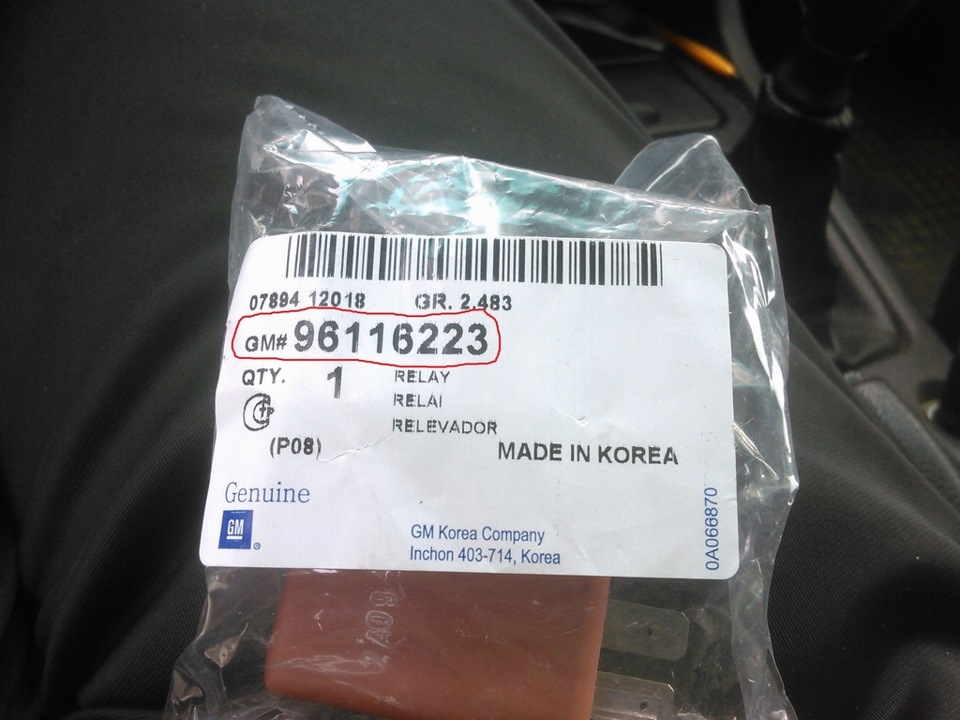 07894 12018 GR. 2.483
GM# 96116223
QTY. 1 RELAY
RELAI
RELEVADOR
(P08) MADE IN KOREA
Genuine
GM
®
GM Korea Company
Inchon 403-714, Korea
0A066870